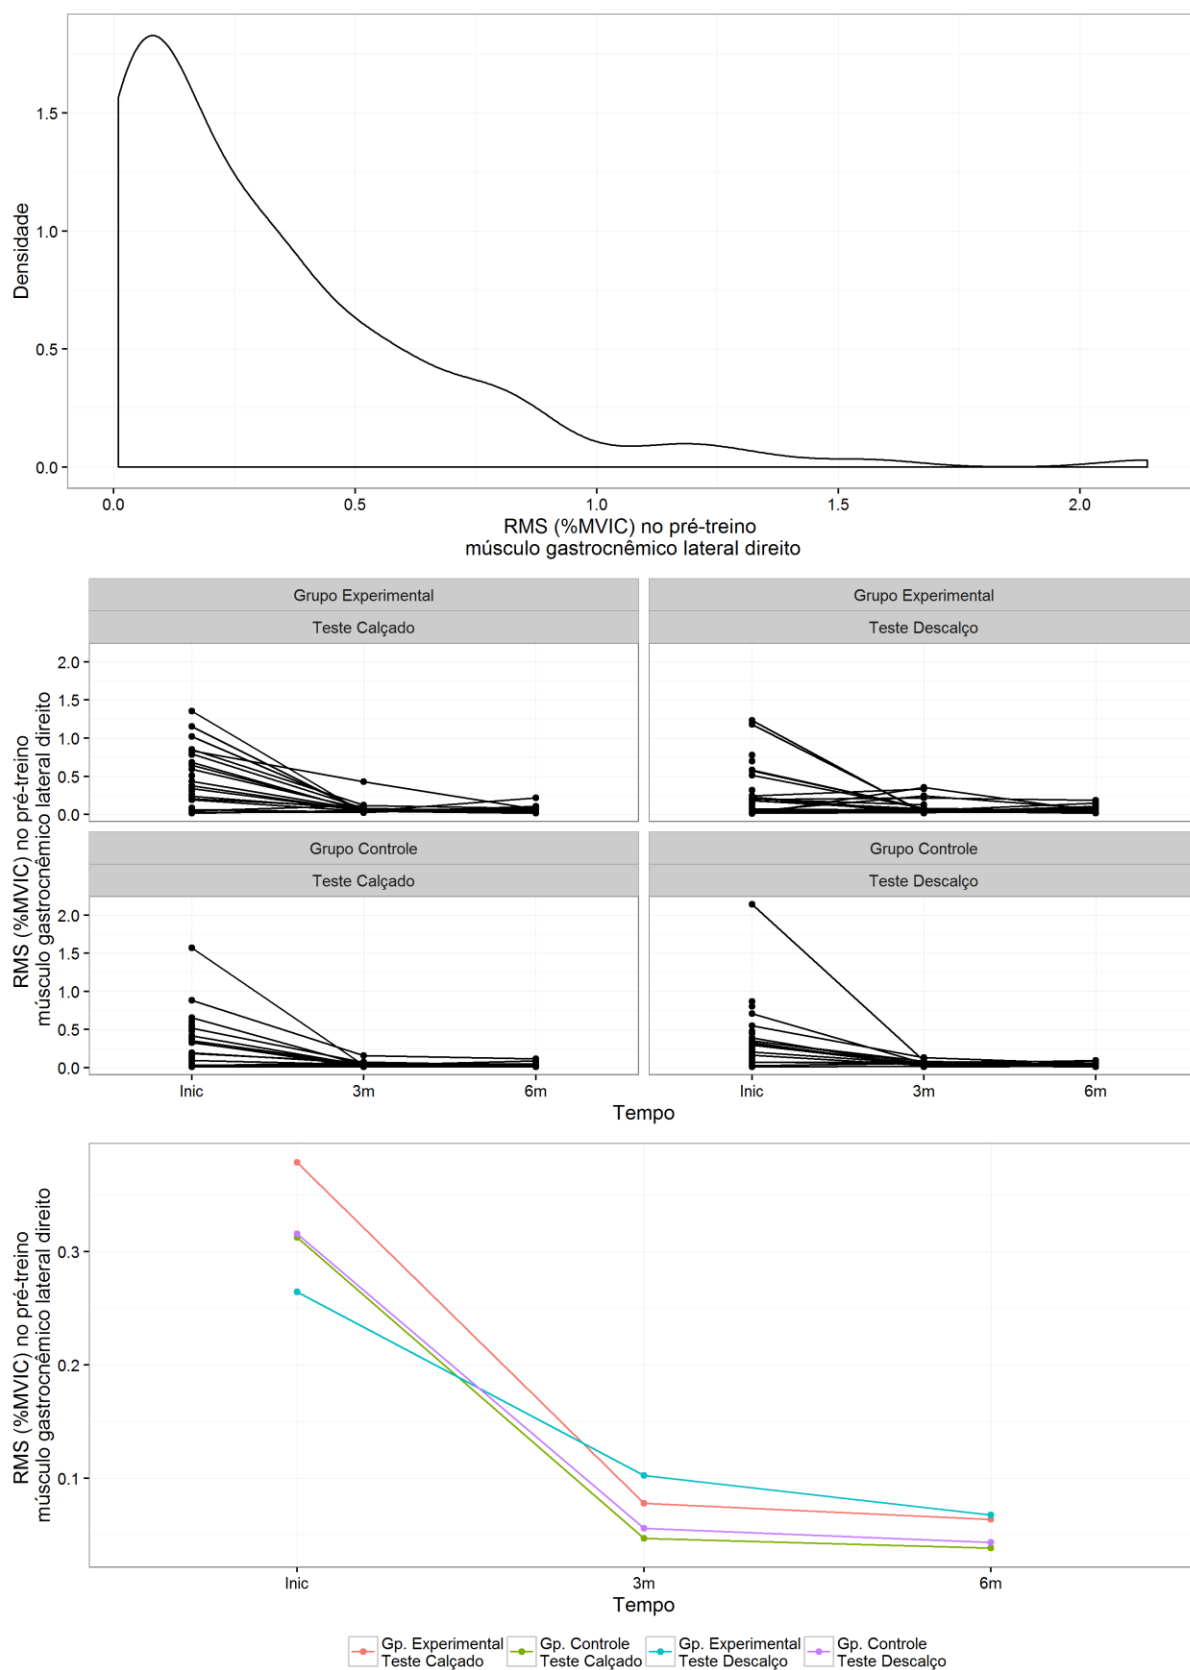 Densidade
1.5
1.0
0.5
0.0
0.0
0.5
1.0
1.5
2.0
RMS (%MVIC) no pré-treino
músculo gastrocnêmico lateral direito
RMS (%MVIC) no pré-treino
músculo gastrocnêmico lateral direito
Grupo Experimental
Grupo Experimental
Teste Calçado
Teste Descalço
2.0
1.5
1.0
0.5
0.0
Grupo Controle
Grupo Controle
Teste Calçado
Teste Descalço
2.0
1.5
1.0
0.5
0.0
Inic
3m
6m
Inic
3m
6m
Tempo
RMS (%MVIC) no pré-treino
músculo gastrocnêmico lateral direito
0.3
0.2
0.1
Inic
3m
6m
Tempo
Gp. Experimental
Teste Calçado
Gp. Controle
Teste Calçado
Gp. Experimental
Teste Descalço
Gp. Controle
Teste Descalço